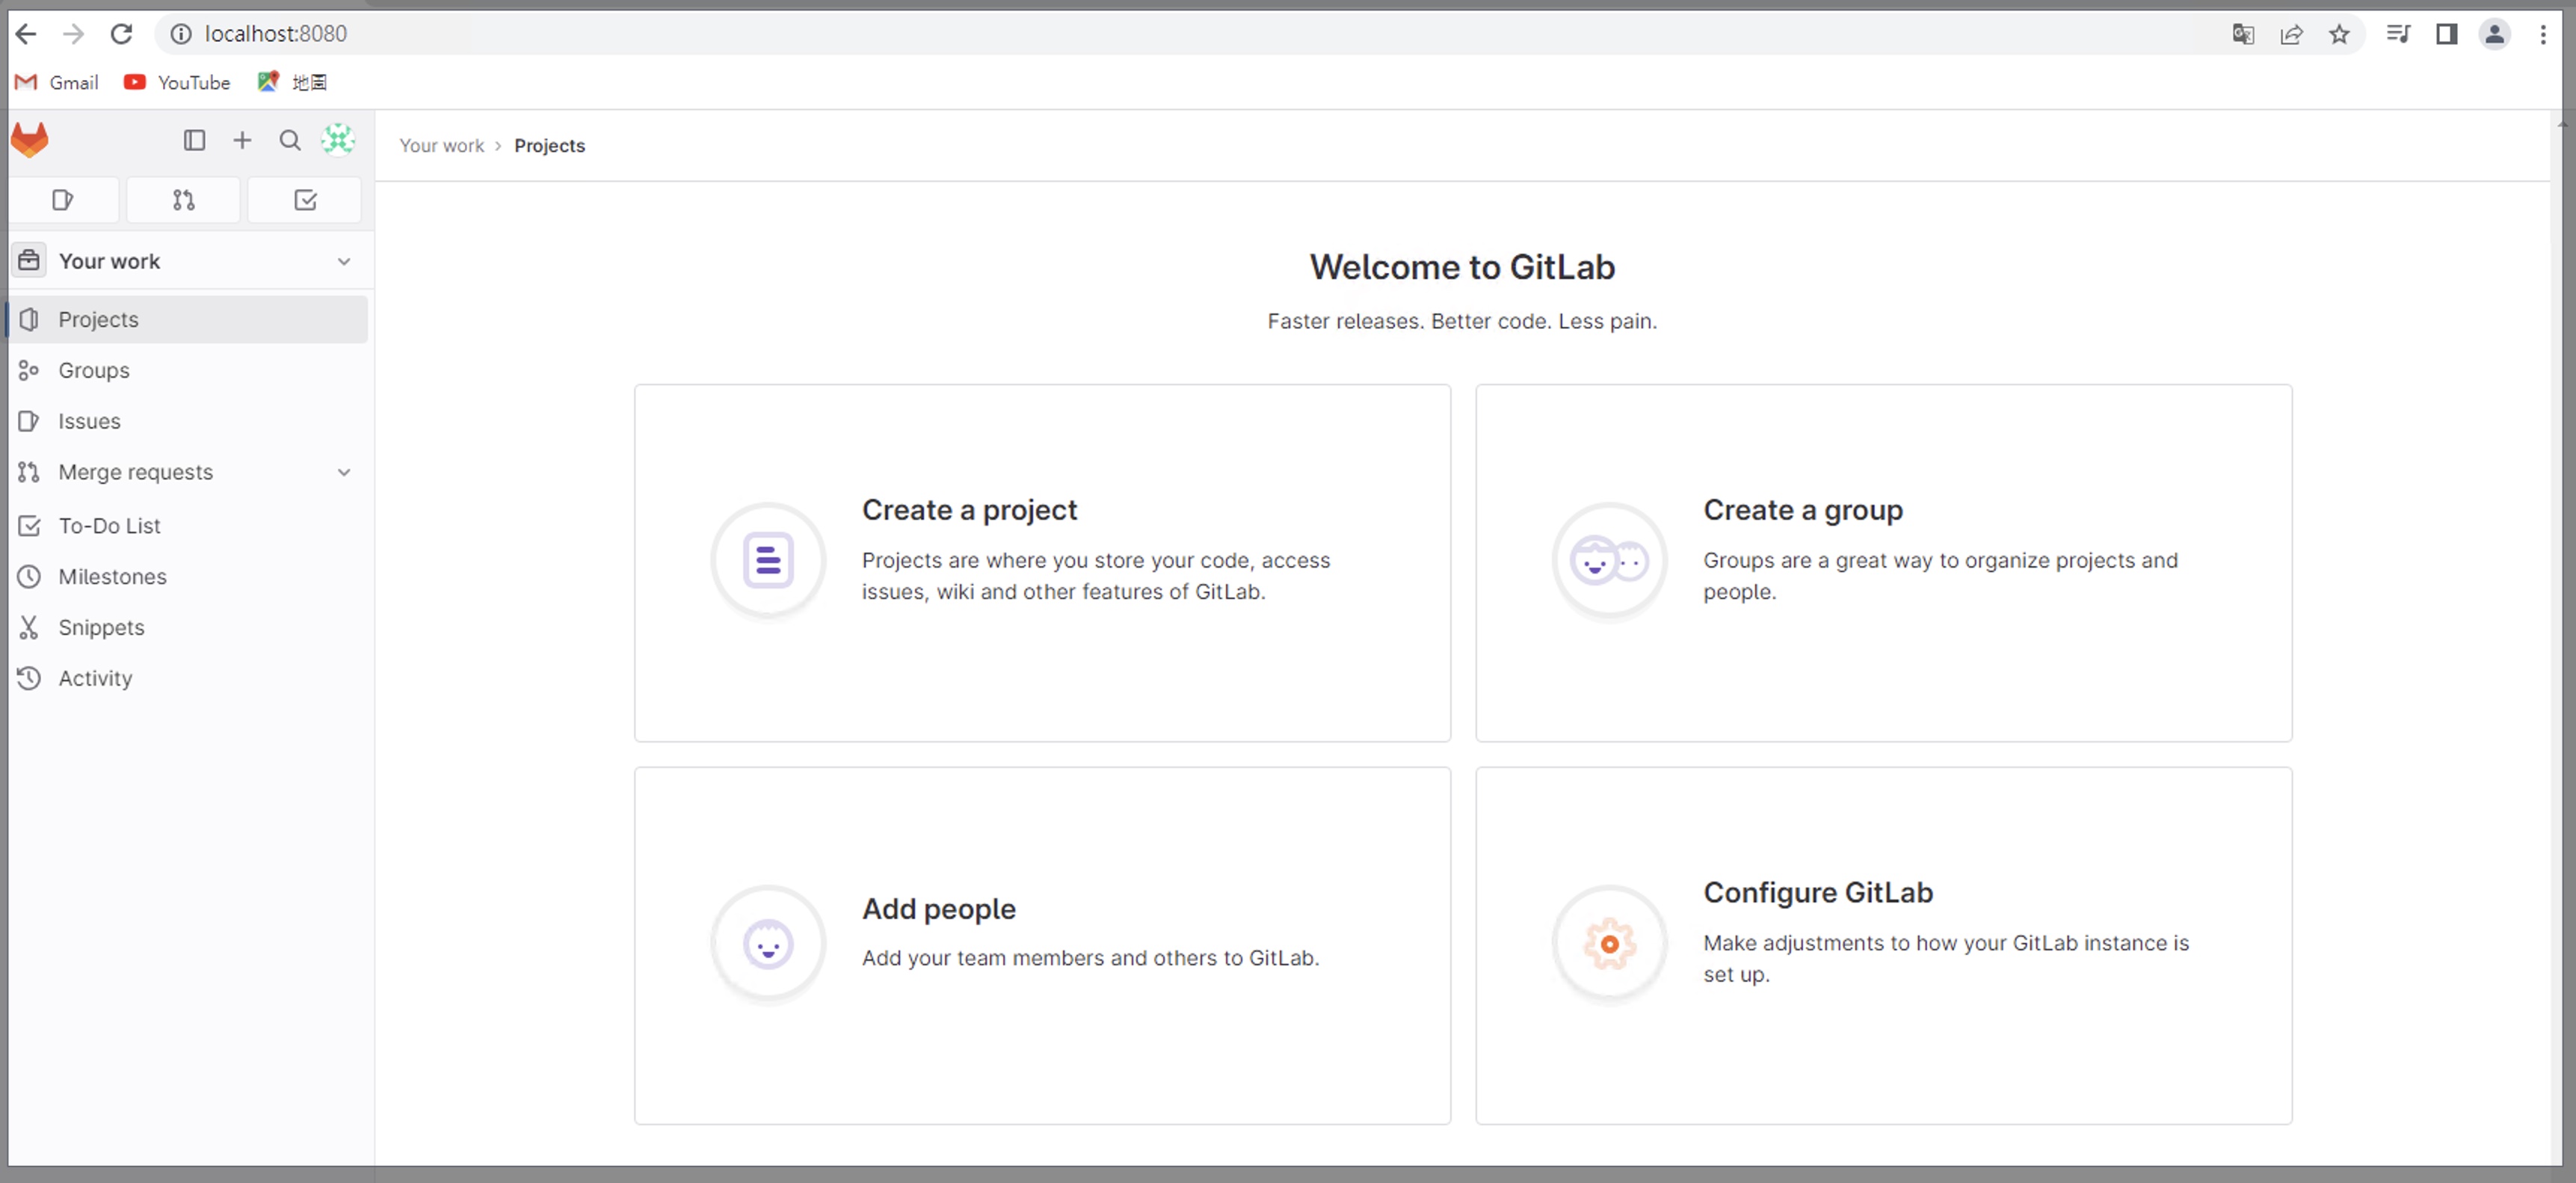 localhost:8080
Gmail YouTube 地圖
Your work › Projects
Your work
Projects
Groups
Issues
Merge requests
To-Do List
Milestones
Snippets
Activity
Welcome to GitLab
Faster releases. Better code. Less pain.
Create a project
Projects are where you store your code, access
issues, wiki and other features of GitLab.
Create a group
Groups are a great way to organize projects and
people.
Add people
Add your team members and others to GitLab.
Configure GitLab
Make adjustments to how your GitLab instance is
set up.